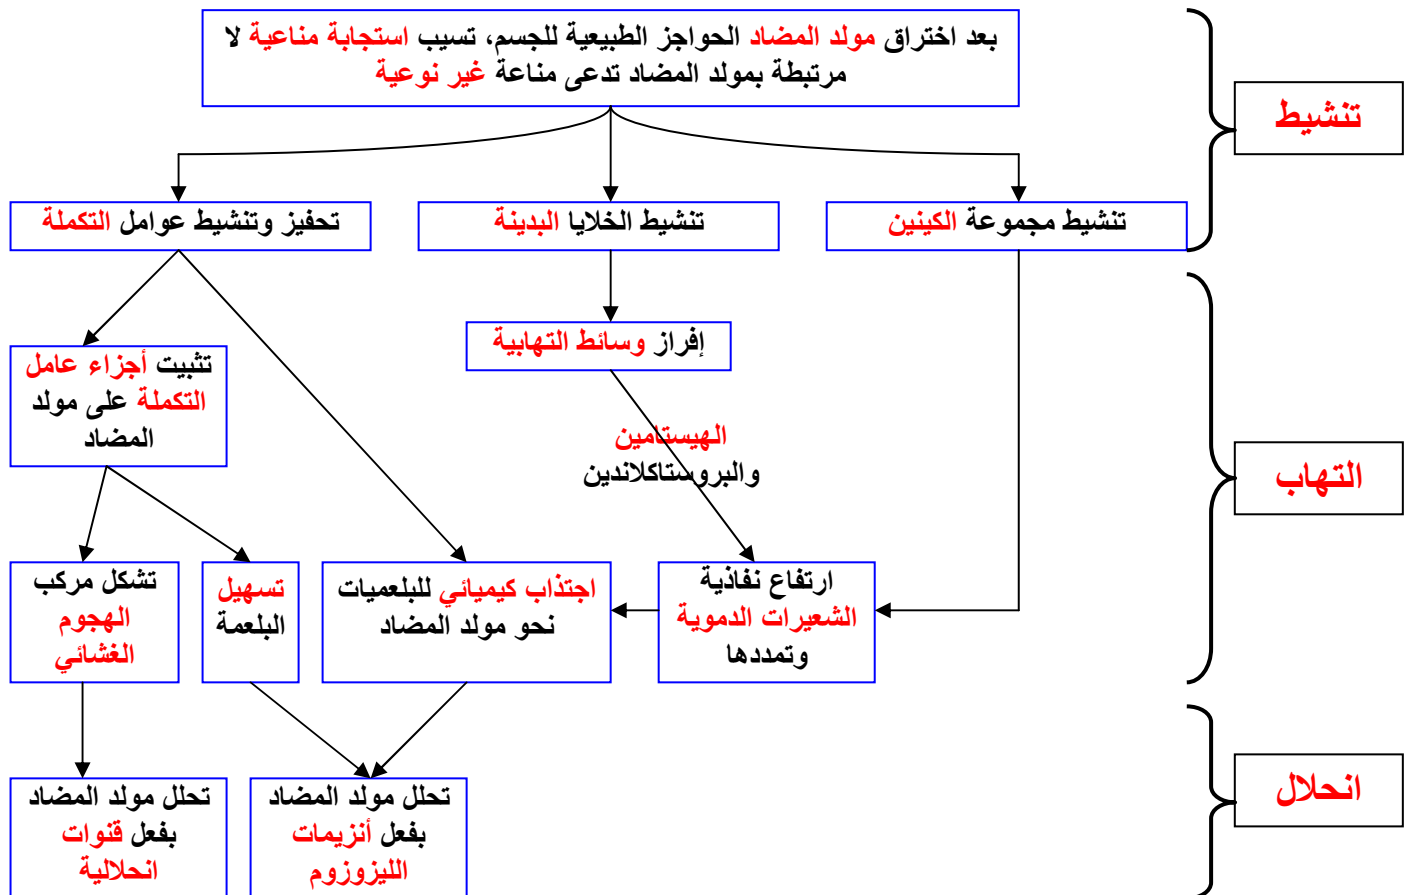 بعد اختراق مولد المضاد الحواجز الطبيعية للجسم، تسيب استجابة مناعية لا
مرتبطة بمولد المضاد تدعى مناعة غير نوعية
تنشيط
تنشيط مجموعة الكينين
تنشيط الخلايا البدينة
تحفيز وتنشيط عوامل التكملة
إفراز وسائط التهابية
تثبيت أجزاء عامل
التكملة على مولد
المضاد
الهيستامين
والبروستاكلاندين
التهاب
ارتفاع نفاذية
الشعيرات الدموية
وتمددها
اجتذاب كيميائي للبلعميات
نحو مولد المضاد
تسهيل
البلعمة
تشكل مركب
الهجوم
الغشائي
انحلال
تحلل مولد المضاد
بفعل أنزيمات
الليزوزوم
تحلل مولد المضاد
بفعل قنوات
انحلالية